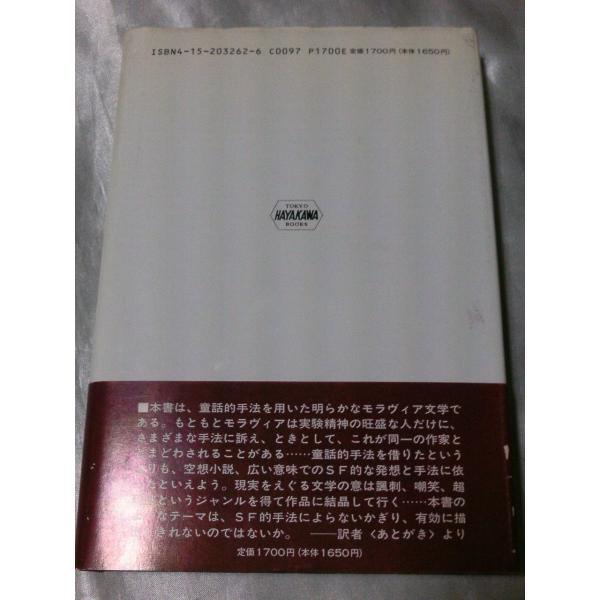 ISBN4-15-203262-6 C0097 P1700E 定価1700円(本体1650円)
TOKYO
HAYAKAWA
BOOKS
■本書は、童話的手法を用いた明らかなモラヴィア文学で
ある。もともとモラヴィアは実験精神の旺盛な人だけに、
さまざまな手法に訴え、ときとして、これが同一の作家と
まどわされることがある……童話的手法を借りたという
りも、空想小説、広い意味でのSF的な発想と手法に依
たといえよう。現実をえぐる文学の意は諷刺、嘲笑、超
というジャンルを得て作品に結晶して行く……本書の
なテーマは、SF的手法によらないかぎり、有効に描
きれないのではないか。 ——訳者〈あとがき〉より
定価1700円(本体1650円)